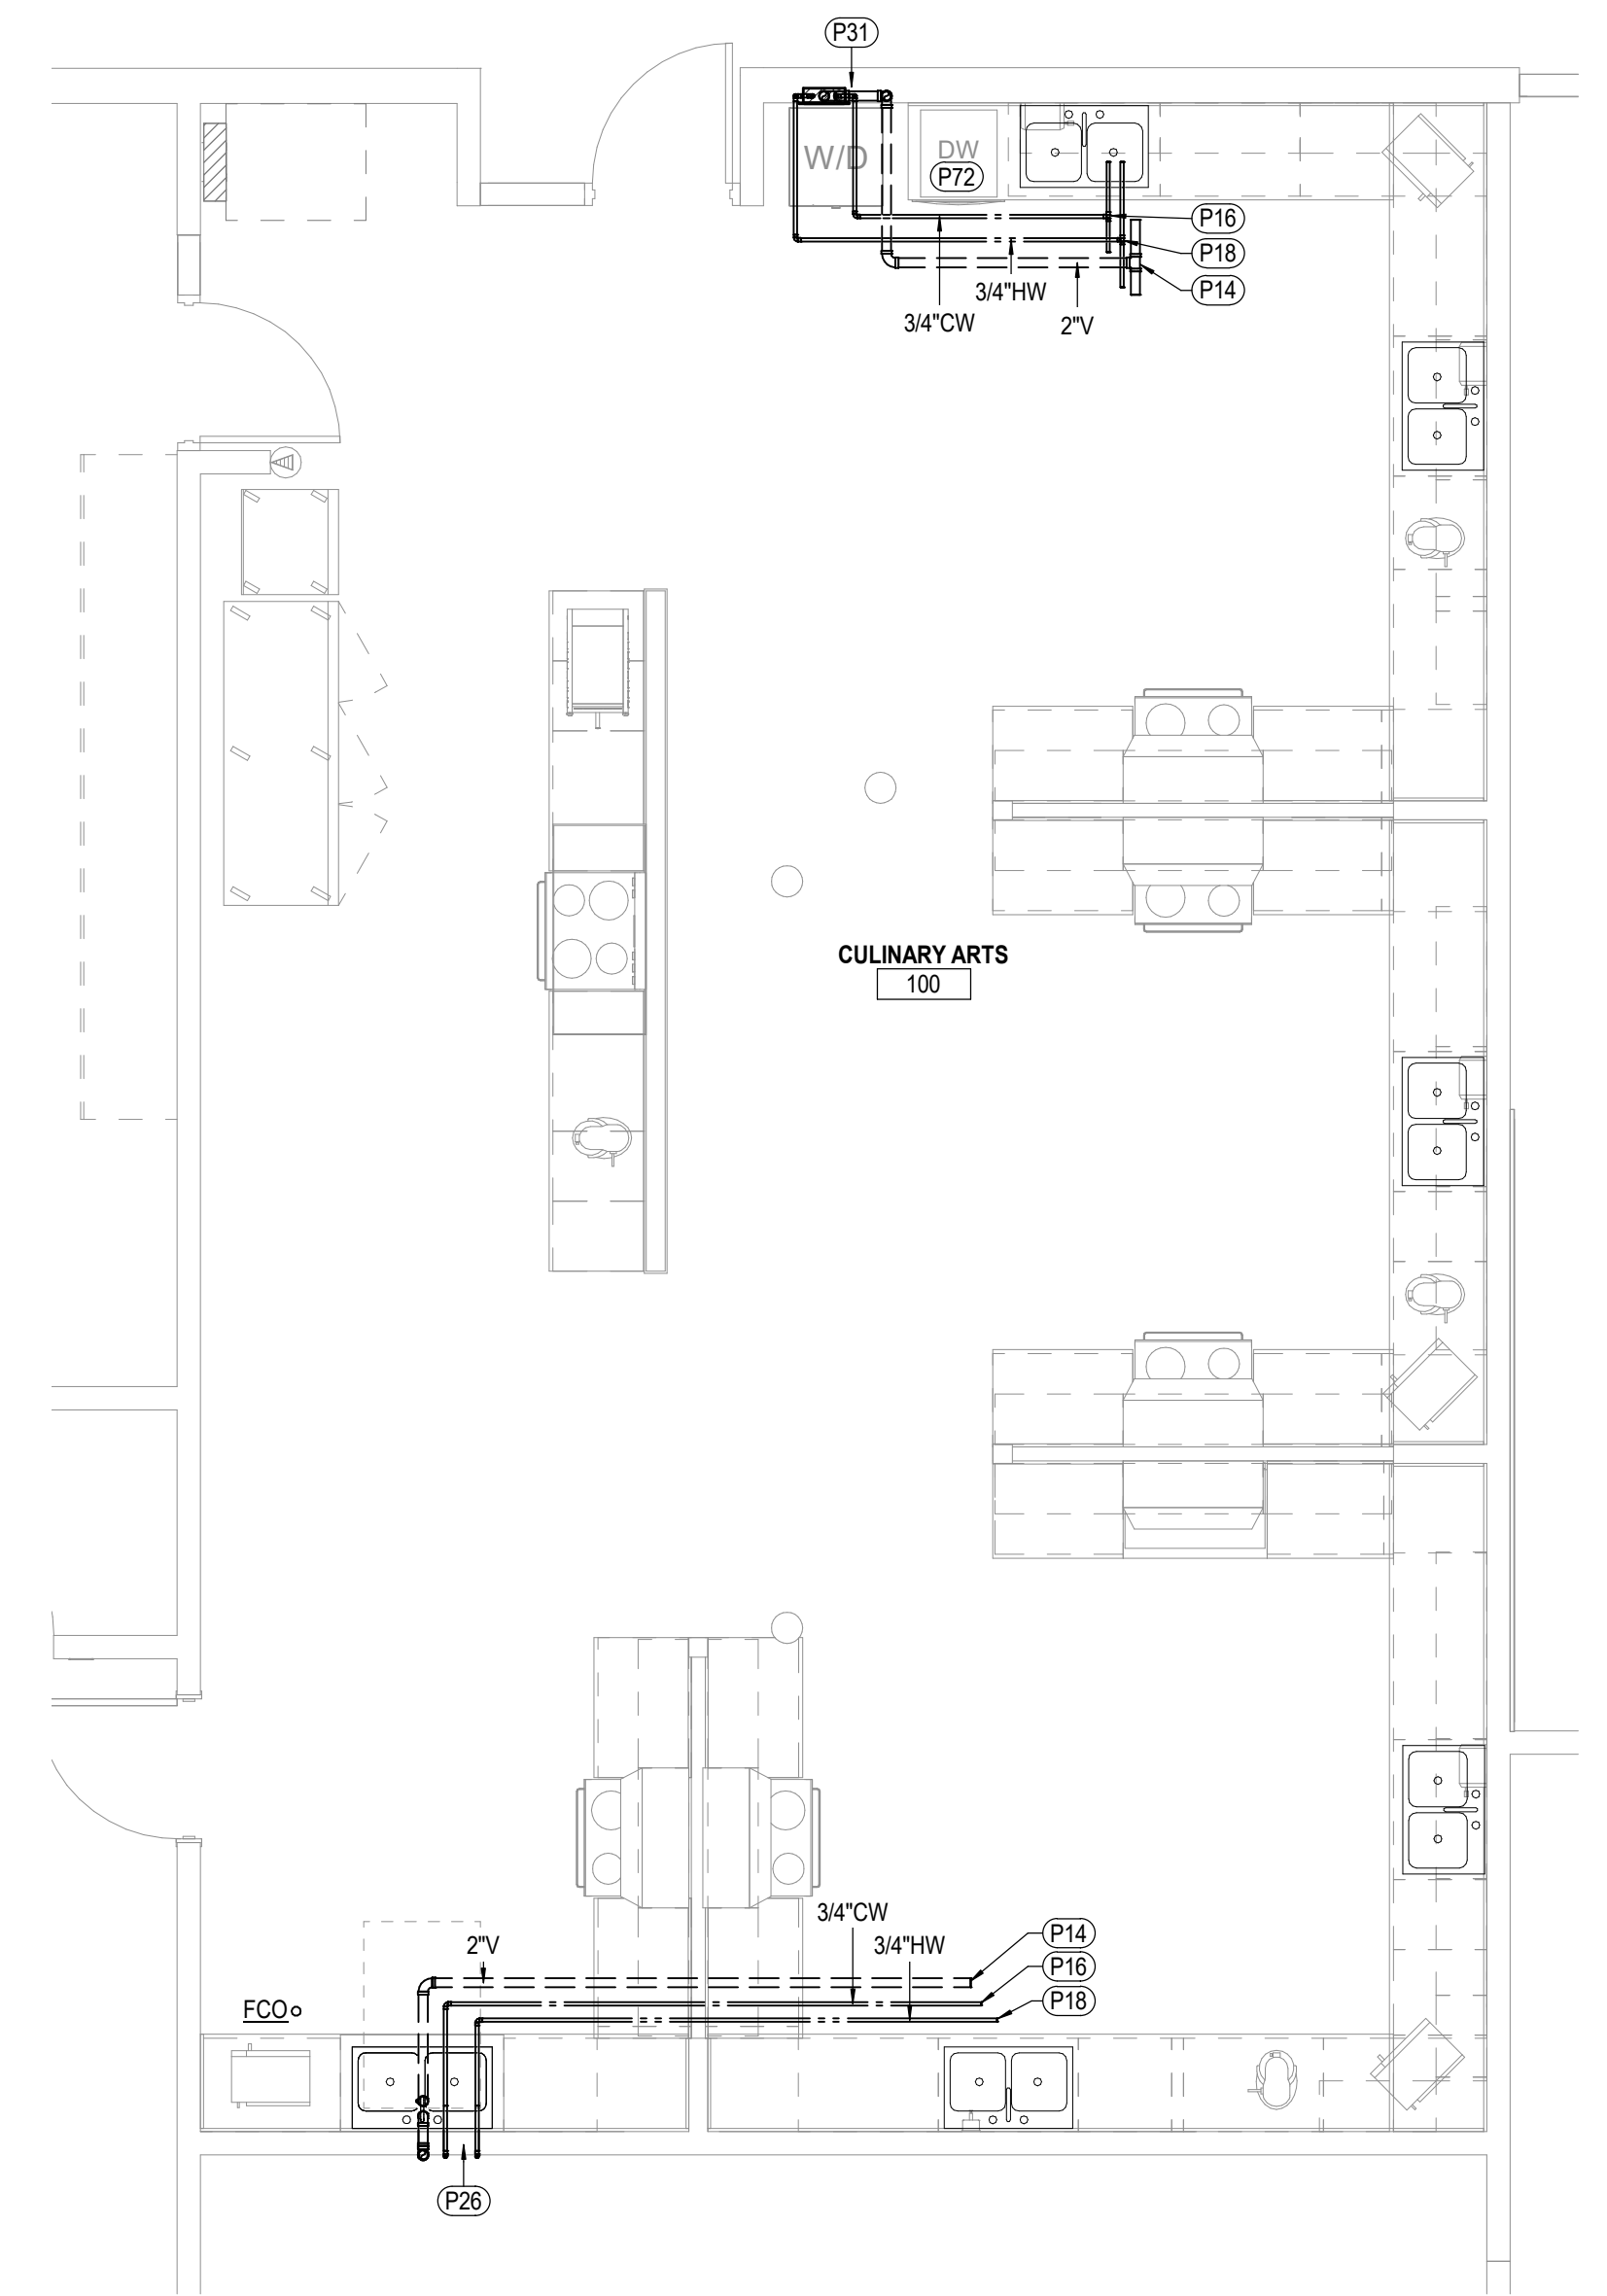 P31
W/D
DW
P72
P16
P18
P14
3/4"HW
3/4"CW
2"V
CULINARY ARTS
100
3/4"CW
2"V
3/4"HW
P14
P16
P18
FCO
P26